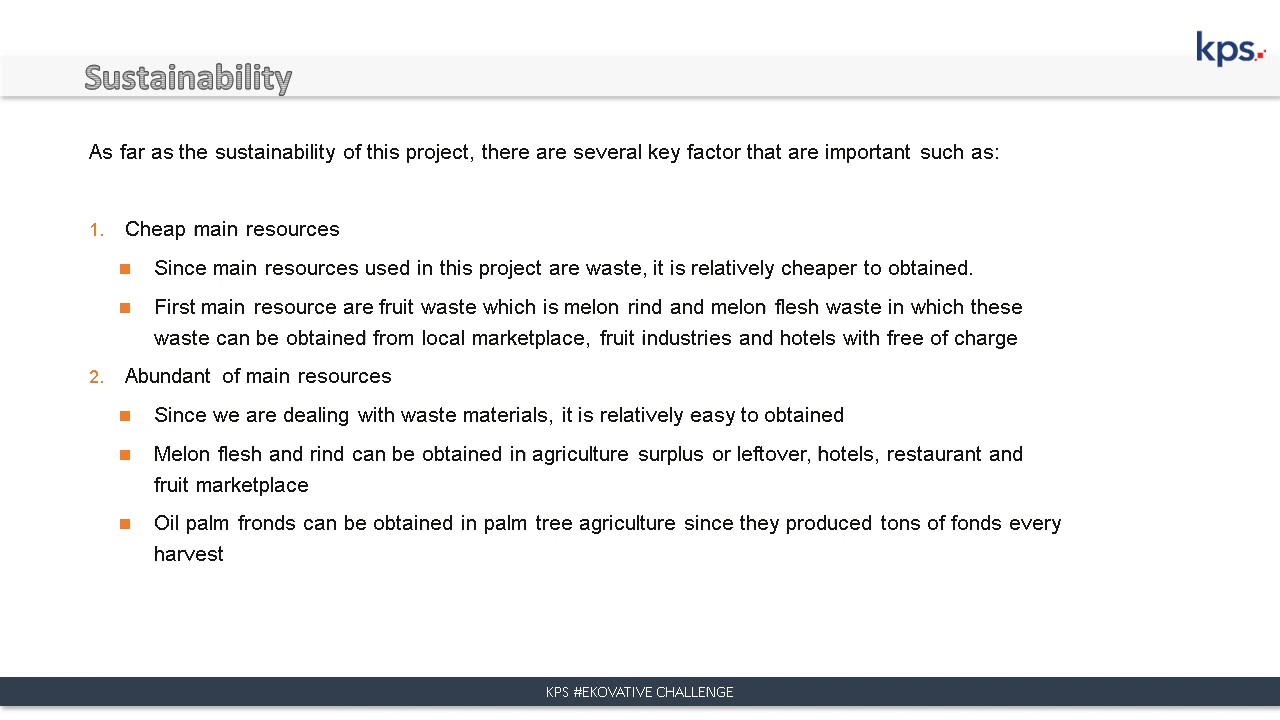 kps
Sustainability
As far as the sustainability of this project, there are several key factor that are important such as:
1. Cheap main resources
Since main resources used in this project are waste, it is relatively cheaper to obtained.
First main resource are fruit waste which is melon rind and melon flesh waste in which these
waste can be obtained from local marketplace, fruit industries and hotels with free of charge
2. Abundant of main resources
Since we are dealing with waste materials, it is relatively easy to obtained
Melon flesh and rind can be obtained in agriculture surplus or leftover, hotels, restaurant and
fruit marketplace
Oil palm fronds can be obtained in palm tree agriculture since they produced tons of fonds every
harvest
KPS #EKOVATIVE CHALLENGE